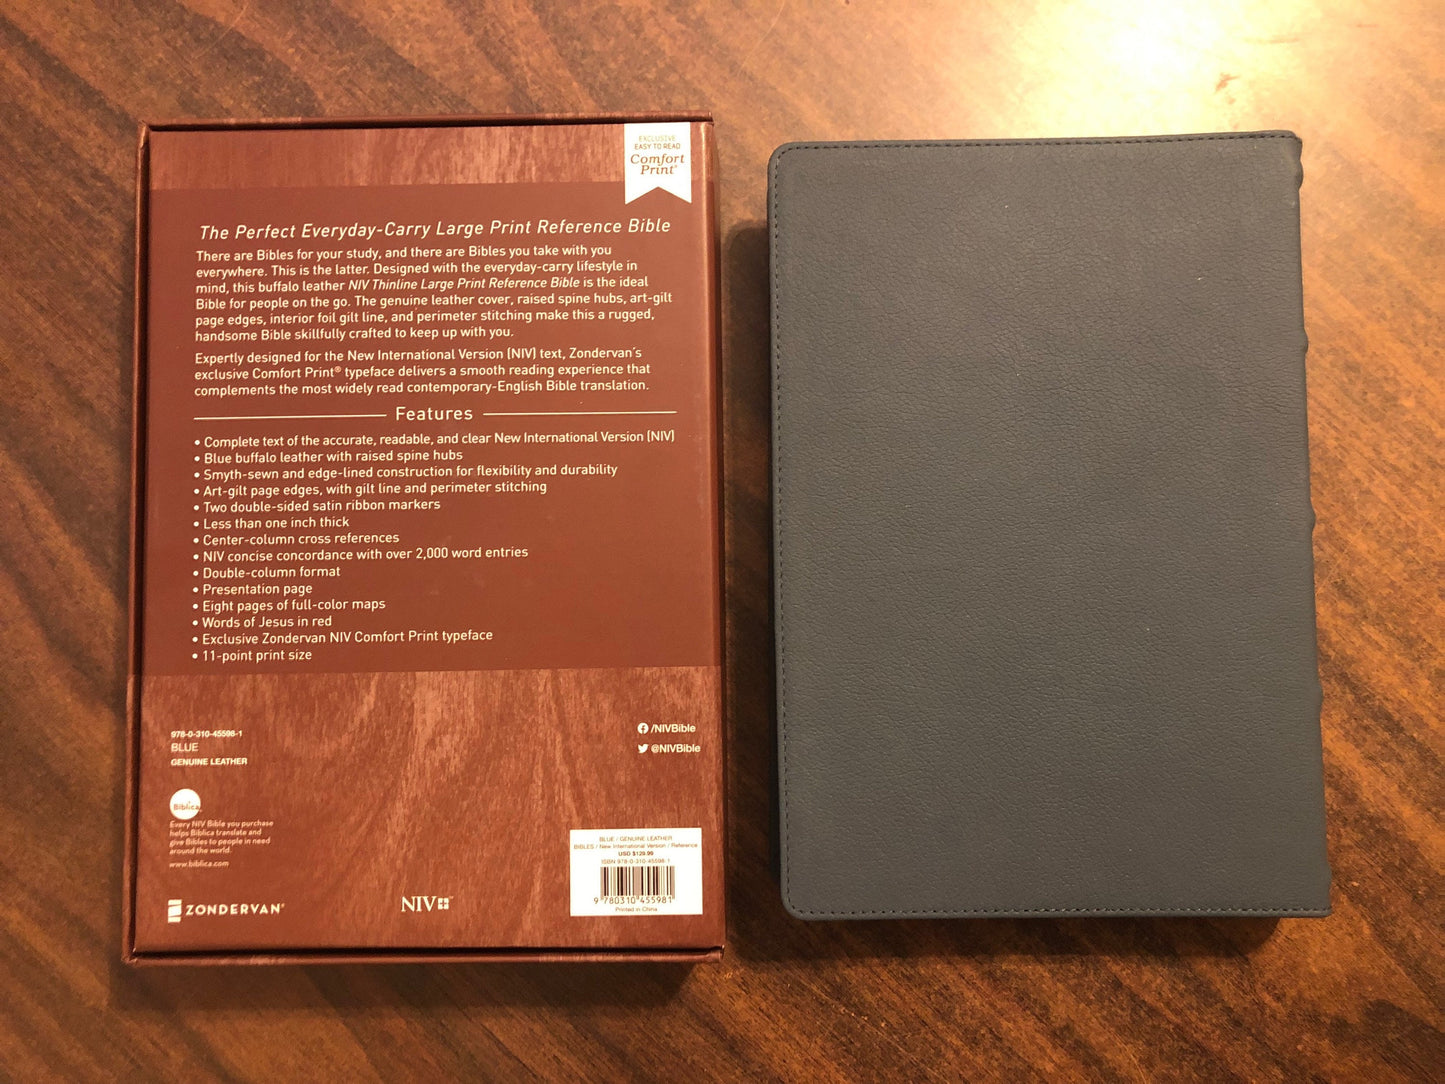 EXCLUSIVE
EASY TO READ
Comfort
Print®
The Perfect Everyday-Carry Large Print Reference Bible
There are Bibles for your study, and there are Bibles you take with you
everywhere. This is the latter. Designed with the everyday-carry lifestyle in
mind, this buffalo leather NIV Thinline Large Print Reference Bible is the ideal
Bible for people on the go. The genuine leather cover, raised spine hubs, art-gilt
page edges, interior foil gilt line, and perimeter stitching make this a rugged,
handsome Bible skillfully crafted to keep up with you.
Expertly designed for the New International Version (NIV) text, Zondervan's
exclusive Comfort Print® typeface delivers a smooth reading experience that
complements the most widely read contemporary-English Bible translation.
Features
• Complete text of the accurate, readable, and clear New International Version (NIV)
• Blue buffalo leather with raised spine hubs
• Smyth-sewn and edge-lined construction for flexibility and durability
• Art-gilt page edges, with gilt line and perimeter stitching
• Two double-sided satin ribbon markers
• Less than one inch thick
• Center-column cross references
• NIV concise concordance with over 2,000 word entries
• Double-column format
• Presentation page
• Eight pages of full-color maps
• Words of Jesus in red
• Exclusive Zondervan NIV Comfort Print typeface
• 11-point print size
978-0-310-45598-1
BLUE
GENUINE LEATHER
/NIVBible
@NIVBible
Biblica
Every NIV Bible you purchase
helps Biblica translate and
give Bibles to people in need
around the world.
www.biblica.com
ZONDERVAN®
NIV™
BLUE / GENUINE LEATHER
BIBLES / New International Version / Reference
USD $129.99
ISBN 978-0-310-45598-1
9 780310 455981
Printed in China